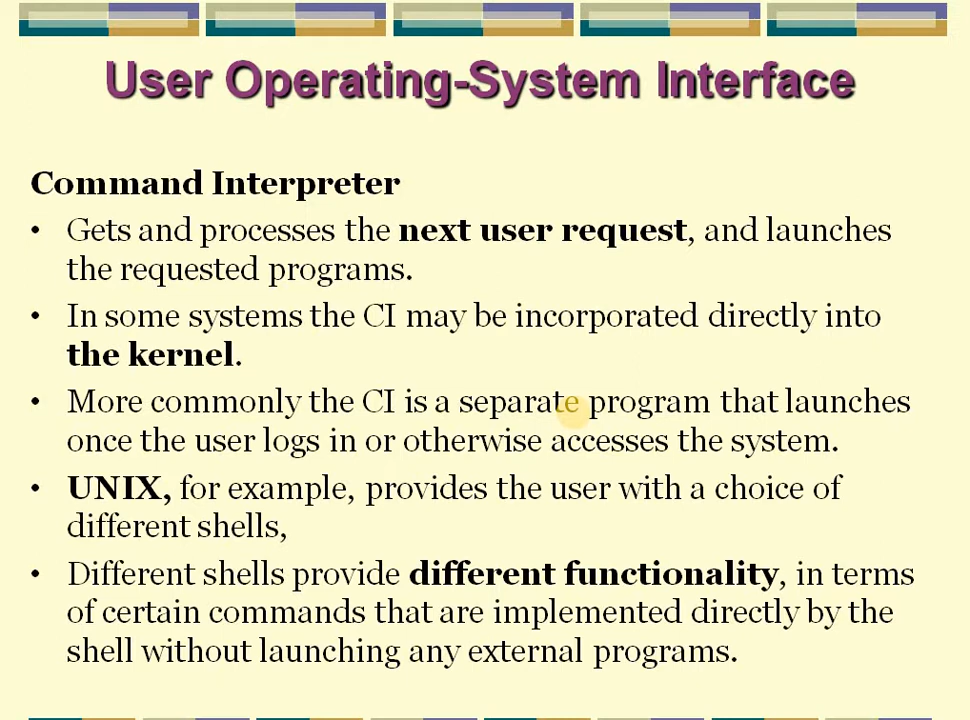 User Operating-System Interface
Command Interpreter
• Gets and processes the next user request, and launches
the requested programs.
• In some systems the CI may be incorporated directly into
the kernel.
• More commonly the CI is a separate program that launches
once the user logs in or otherwise accesses the system.
• UNIX, for example, provides the user with a choice of
different shells,
• Different shells provide different functionality, in terms
of certain commands that are implemented directly by the
shell without launching any external programs.